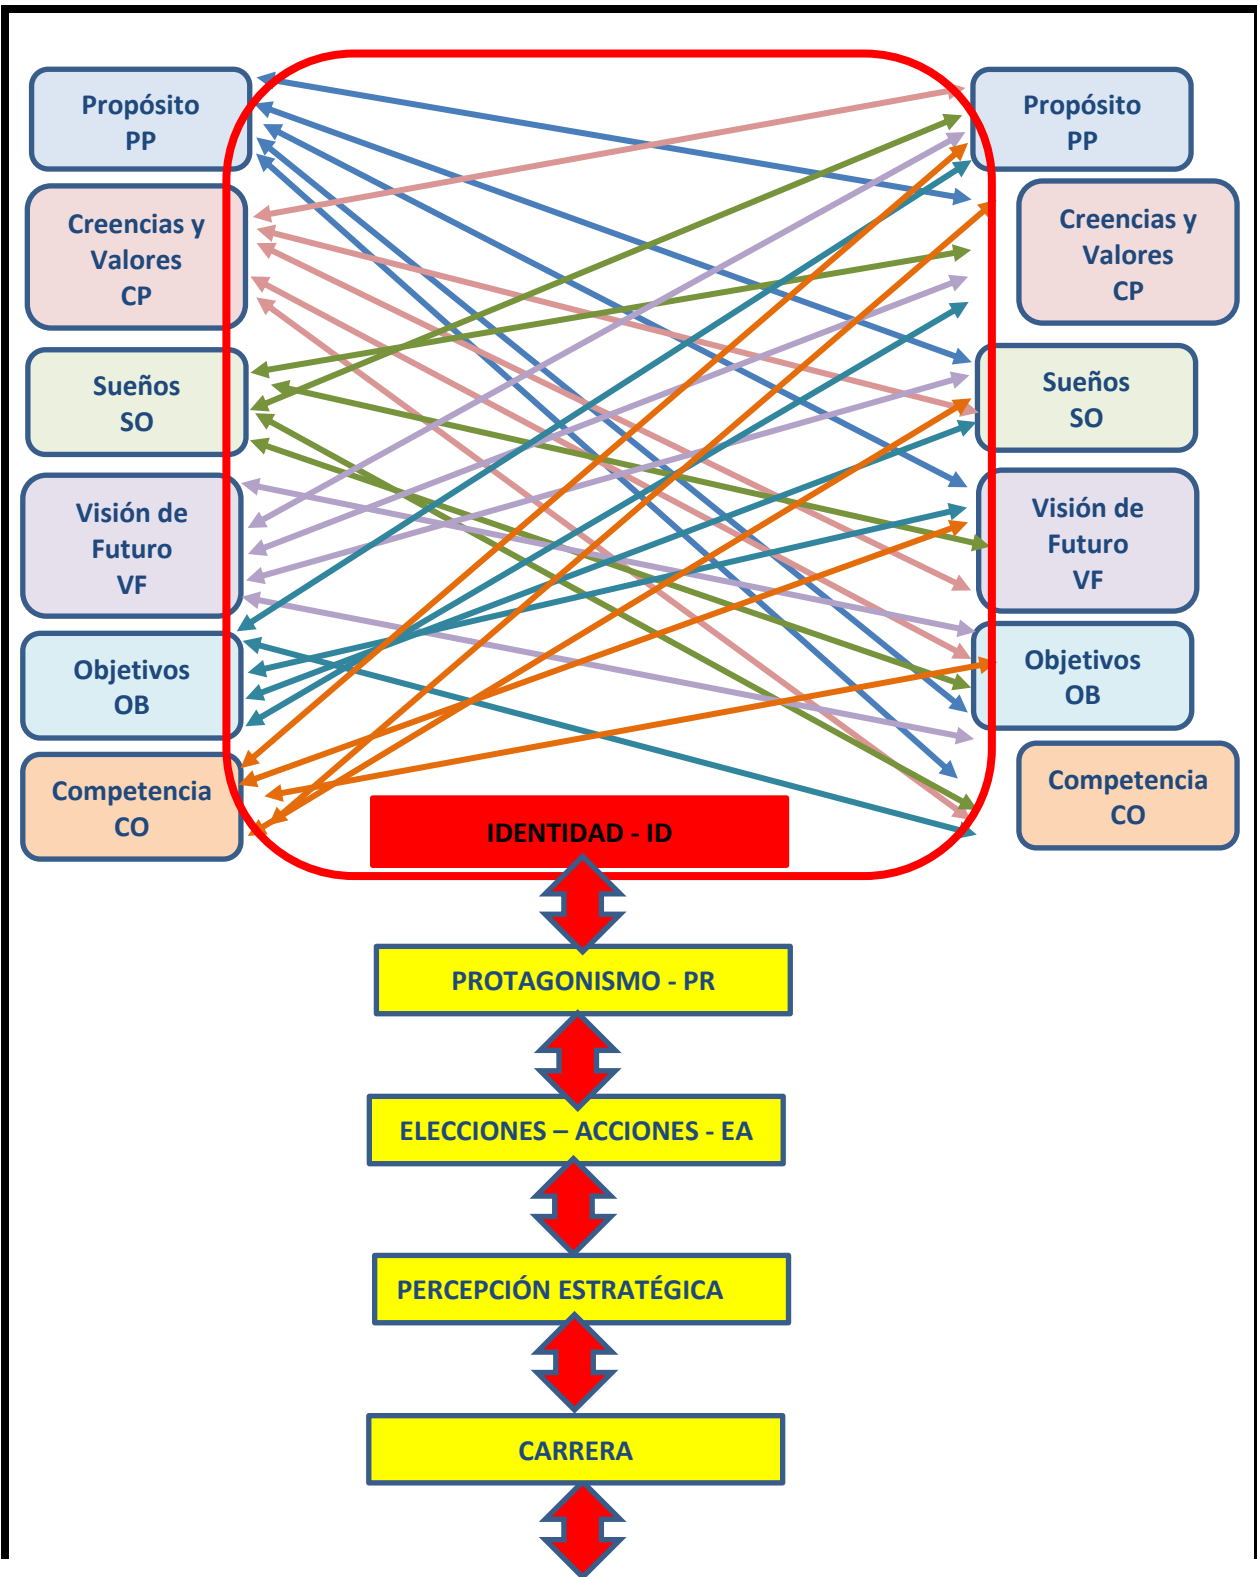 Propósito
PP
Creencias y
Valores
CP
Sueños
SO
Visión de
Futuro
VF
Objetivos
OB
Competencia
CO
Propósito
PP
Creencias y
Valores
CP
Sueños
SO
Visión de
Futuro
VF
Objetivos
OB
Competencia
CO
IDENTIDAD - ID
PROTAGONISMO - PR
ELECCIONES – ACCIONES - EA
PERCEPCIÓN ESTRATÉGICA
CARRERA